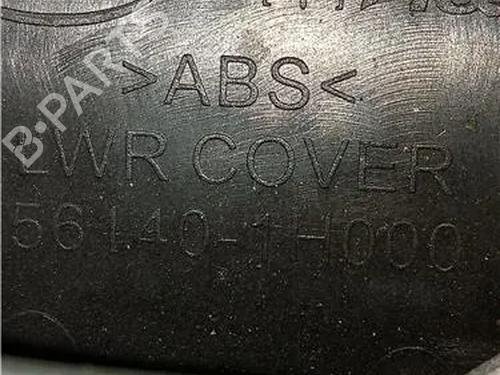 >ABS<
LWR COVER
56140-1H000
B-PARTS